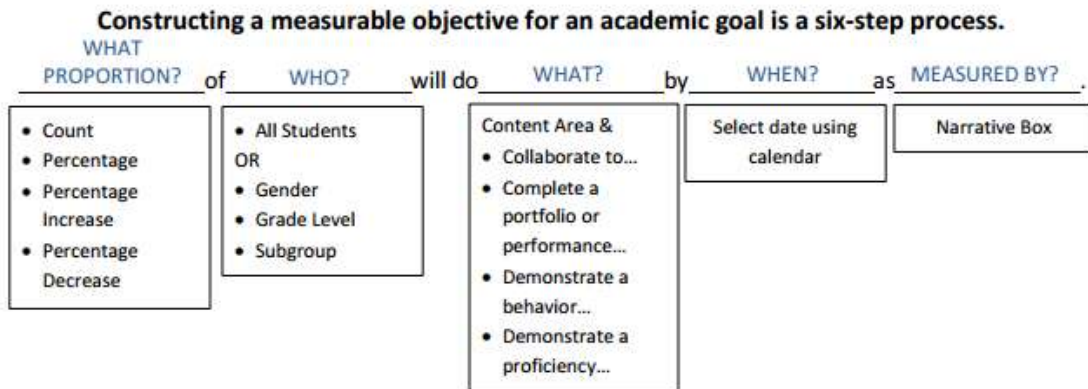 Constructing a measurable objective for an academic goal is a six-step process.
WHAT
PROPORTION? of WHO? will do WHAT? by WHEN? as MEASURED BY? .
• Count
• Percentage
• Percentage
Increase
• Percentage
Decrease
• All Students
OR
• Gender
• Grade Level
• Subgroup
Content Area &
• Collaborate to...
• Complete a
portfolio or
performance...
• Demonstrate a
behavior...
• Demonstrate a
proficiency...
Select date using
calendar
Narrative Box